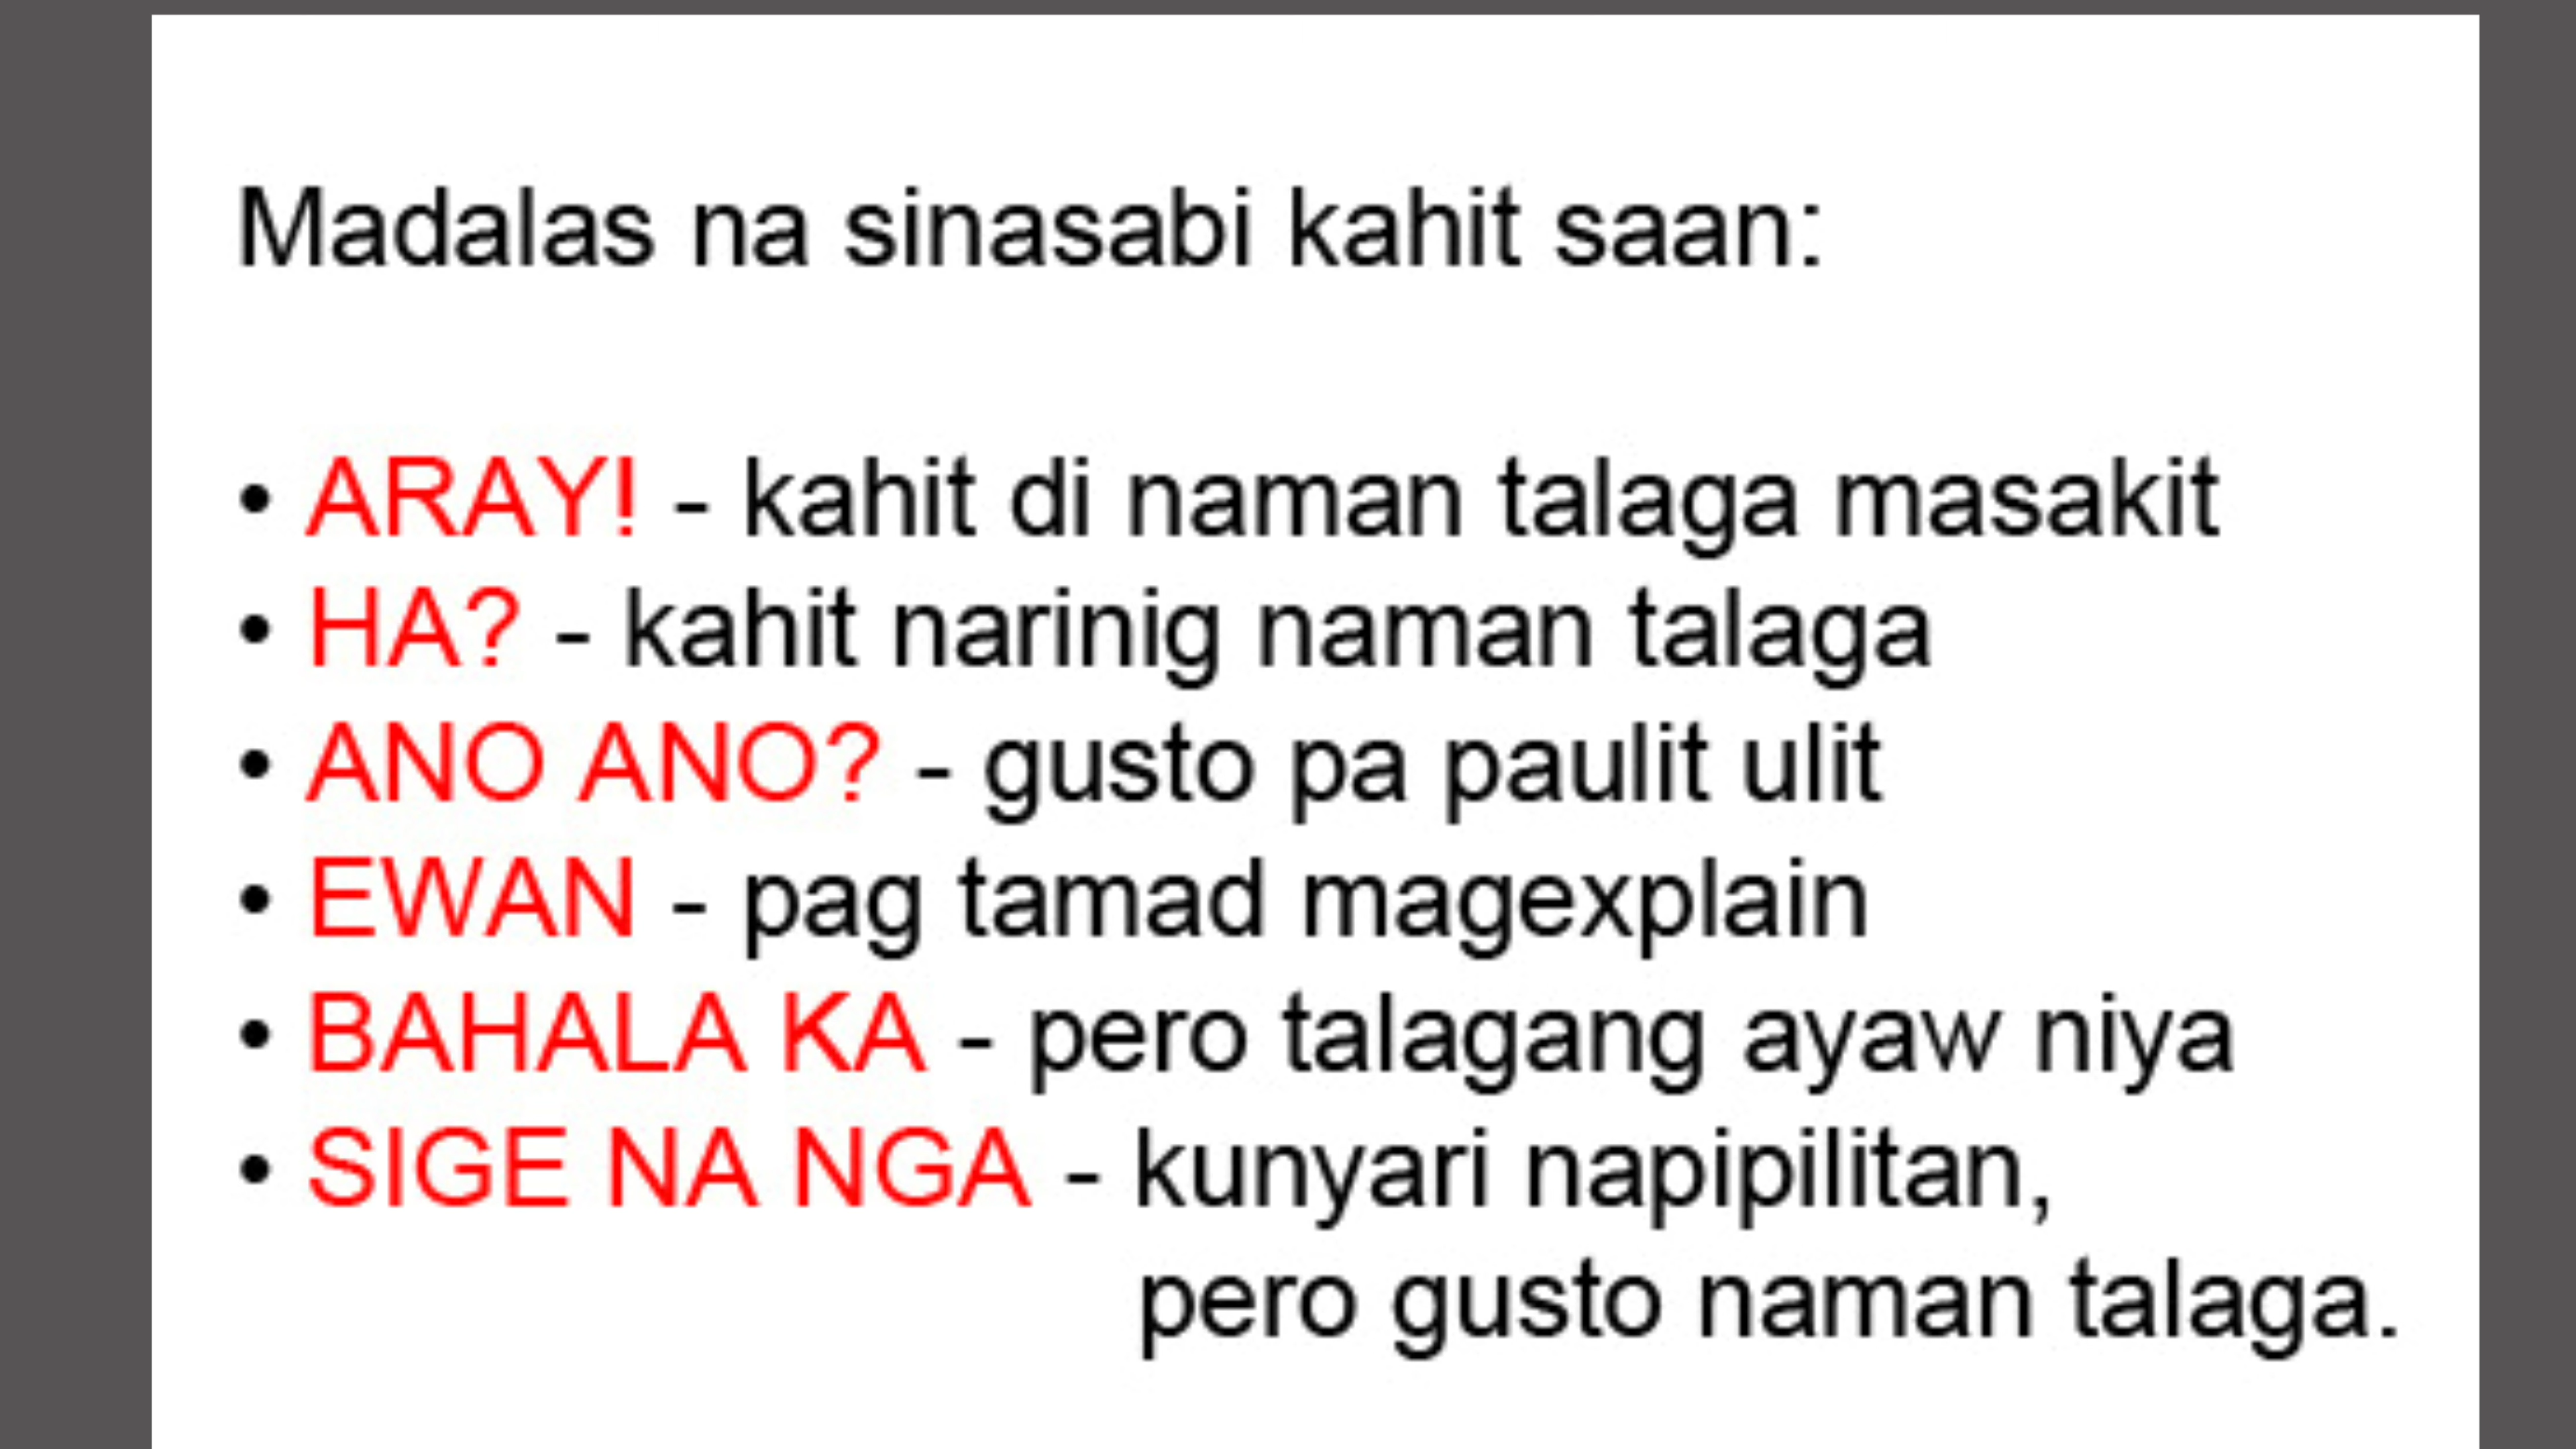 Madalas na sinasabi kahit saan:
• ARAY! - kahit di naman talaga masakit
• HA? - kahit narinig naman talaga
• ANO ANO? - gusto pa paulit ulit
• EWAN - pag tamad magexplain
• BAHALA KA - pero talagang ayaw niya
• SIGE NA NGA - kunyari napipilitan,
pero gusto naman talaga.